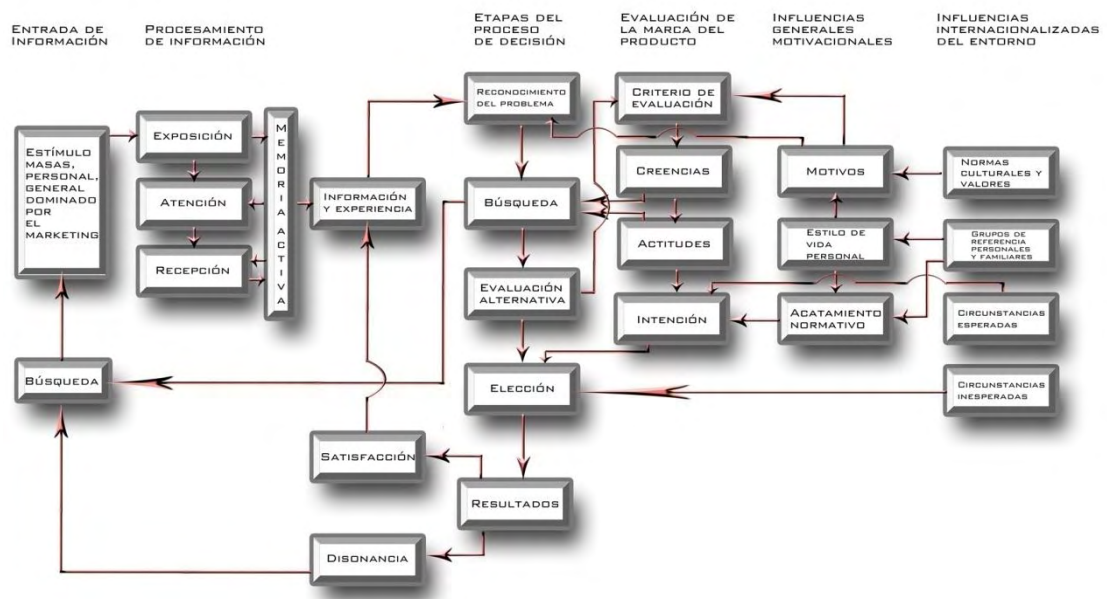 ENTRADA DE
INFORMACIÓN
PROCESAMIENTO
DE INFORMACIÓN
ETAPAS DEL
PROCESO DE
DECISIÓN
EVALUACIÓN DE
LA MARCA DEL
PRODUCTO
INFLUENCIAS
GENERALES
MOTIVACIONALES
INFLUENCIAS
INTERNACIONALIZADAS
DEL ENTORNO
ESTÍMULO
MASAS,
PERSONAL,
GENERAL
DOMINADO
POR
EL
MARKETING
BÚSQUEDA
EXPOSICIÓN
ATENCIÓN
RECEPCIÓN
MEMORIA ACTIVA
INFORMACIÓN
Y EXPERIENCIA
SATISFACCIÓN
DISONANCIA
RECONOCIMIENTO
DEL PROBLEMA
BÚSQUEDA
EVALUACIÓN
ALTERNATIVA
ELECCIÓN
RESULTADOS
CRITERIO DE
EVALUACIÓN
CREENCIAS
ACTITUDES
INTENCIÓN
MOTIVOS
ESTILO DE
VIDA
PERSONAL
ACATAMIENTO
NORMATIVO
NORMAS
CULTURALES Y
VALORES
GRUPOS DE
REFERENCIA
PERSONALES
Y FAMILIARES
CIRCUNSTANCIAS
ESPERADAS
CIRCUNSTANCIAS
INESPERADAS